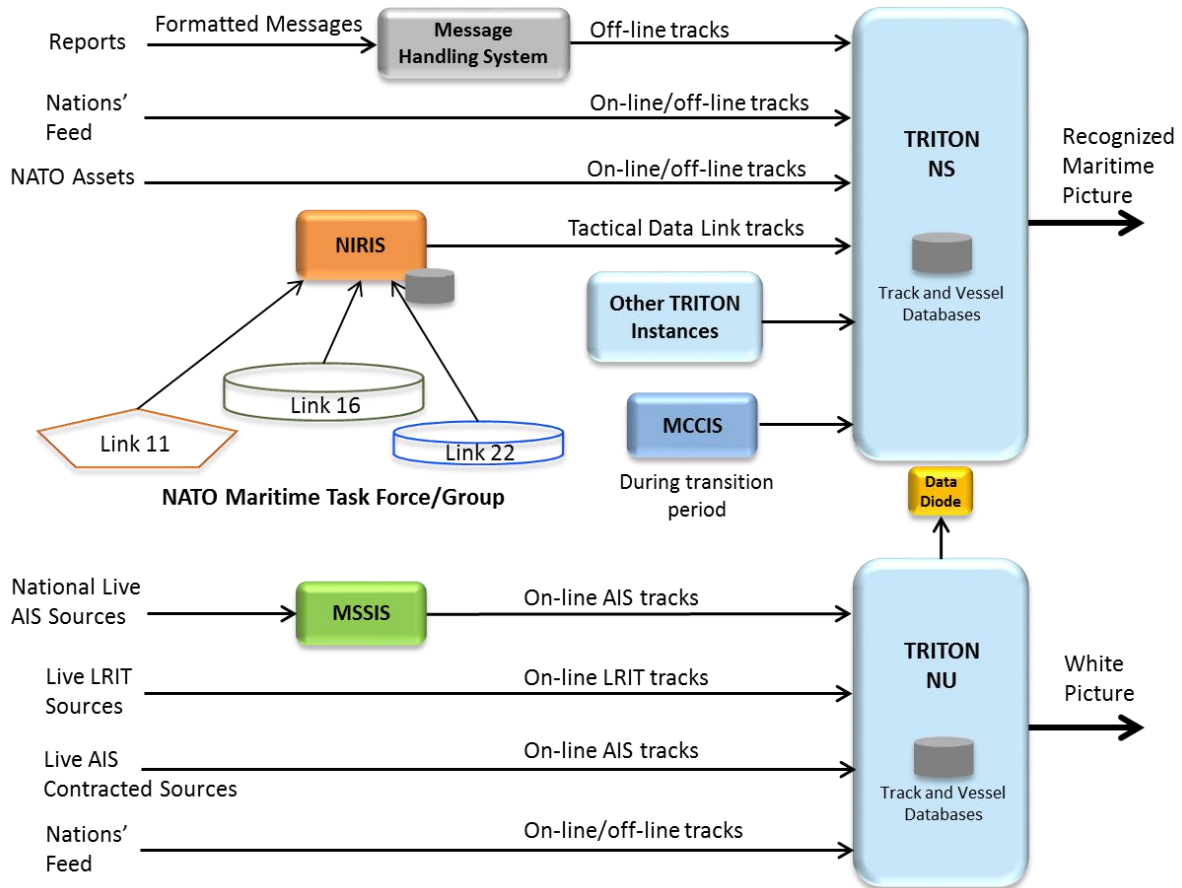 Reports
Formatted Messages
Message
Handling System
Off-line tracks
Nations'
Feed
On-line/off-line tracks
NATO Assets
On-line/off-line tracks
NIRIS
Tactical Data Link tracks
TRITON
NS
Track and Vessel
Databases
Recognized
Maritime
Picture
Other TRITON
Instances
Link 11
Link 16
Link 22
NATO Maritime Task Force/Group
MCCIS
During transition
period
Data
Diode
National Live
AIS Sources
MSSIS
On-line AIS tracks
Live LRIT
Sources
On-line LRIT tracks
Live AIS
Contracted Sources
On-line AIS tracks
Nations'
Feed
On-line/off-line tracks
TRITON
NU
Track and Vessel
Databases
White
Picture